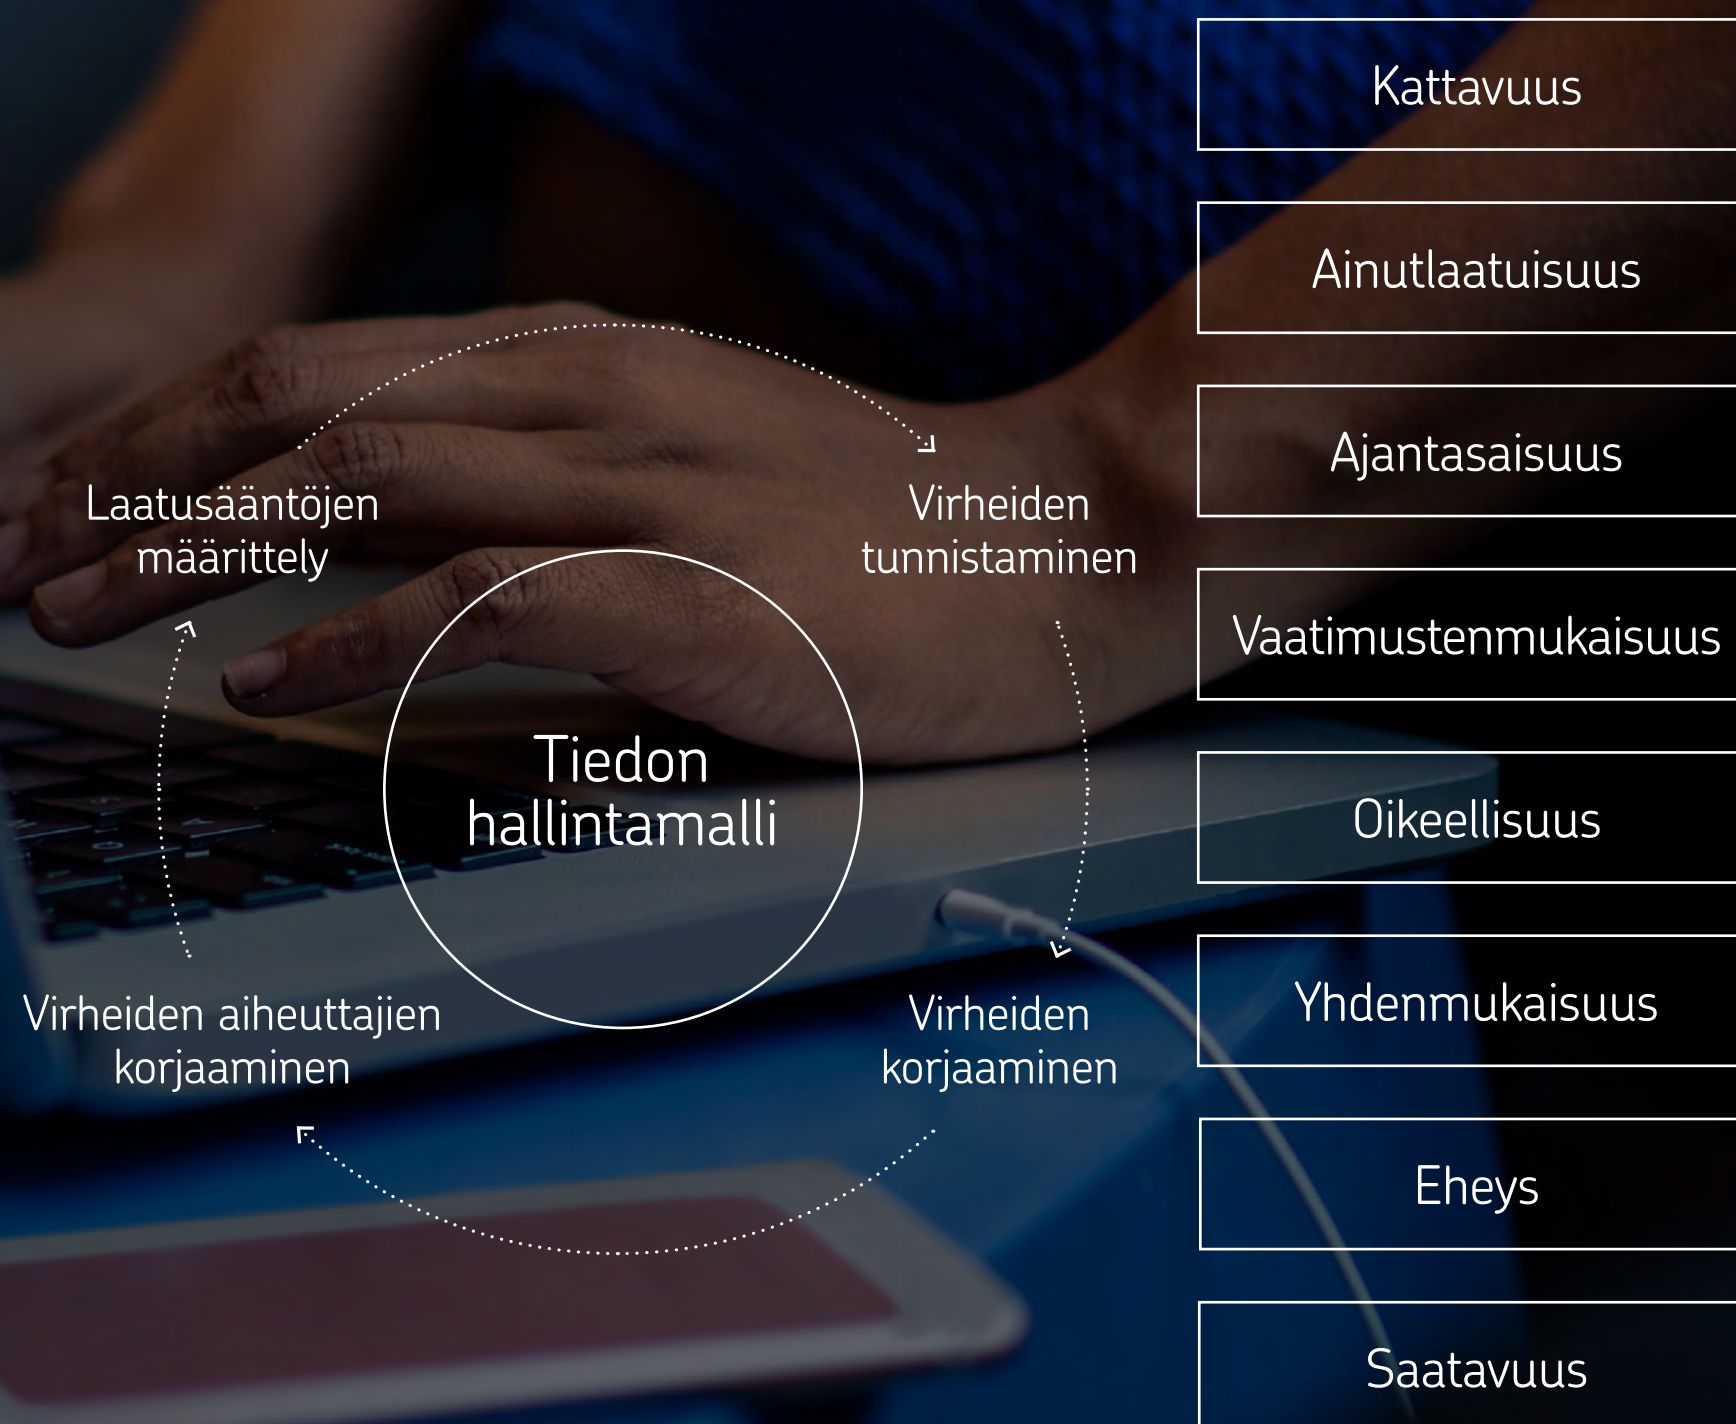 Kattavuus
Ainutlaatuisuus
Ajantasaisuus
Vaatimustenmukaisuus
Oikeellisuus
Yhdenmukaisuus
Eheys
Saatavuus
Laatusääntöjen
määrittely
Virheiden
tunnistaminen
Tiedon
hallintamalli
Virheiden aiheuttajien
korjaaminen
Virheiden
korjaaminen